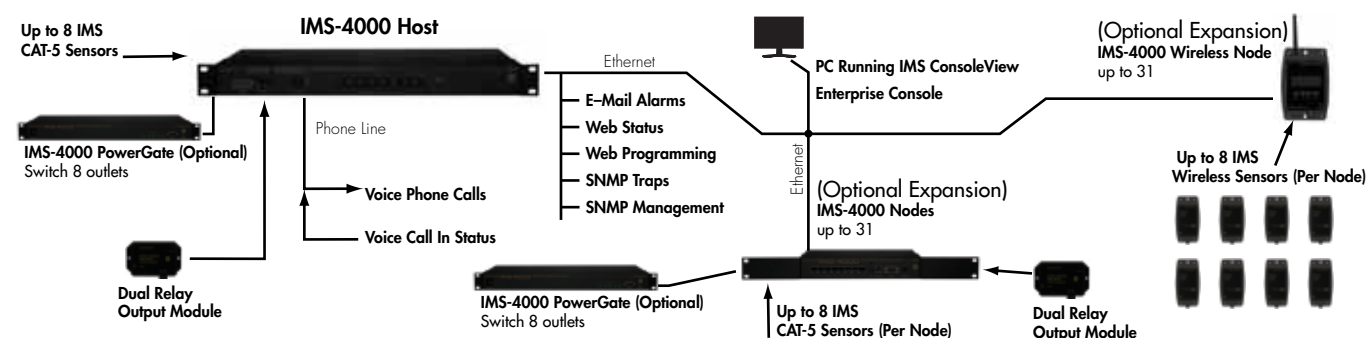 Up to 8 IMS
CAT-5 Sensors
IMS-4000 Host
IMS-4000 PowerGate (Optional)
Switch 8 outlets
Dual Relay
Output Module
Phone Line
Voice Phone Calls
Voice Call In Status
Ethernet
E–Mail Alarms
Web Status
Web Programming
SNMP Traps
SNMP Management
PC Running IMS ConsoleView
Enterprise Console
Ethernet
(Optional Expansion)
IMS-4000 Nodes
up to 31
IMS-4000 PowerGate (Optional)
Switch 8 outlets
Up to 8 IMS
CAT-5 Sensors (Per Node)
Dual Relay
Output Module
(Optional Expansion)
IMS-4000 Wireless Node
up to 31
Up to 8 IMS
Wireless Sensors (Per Node)